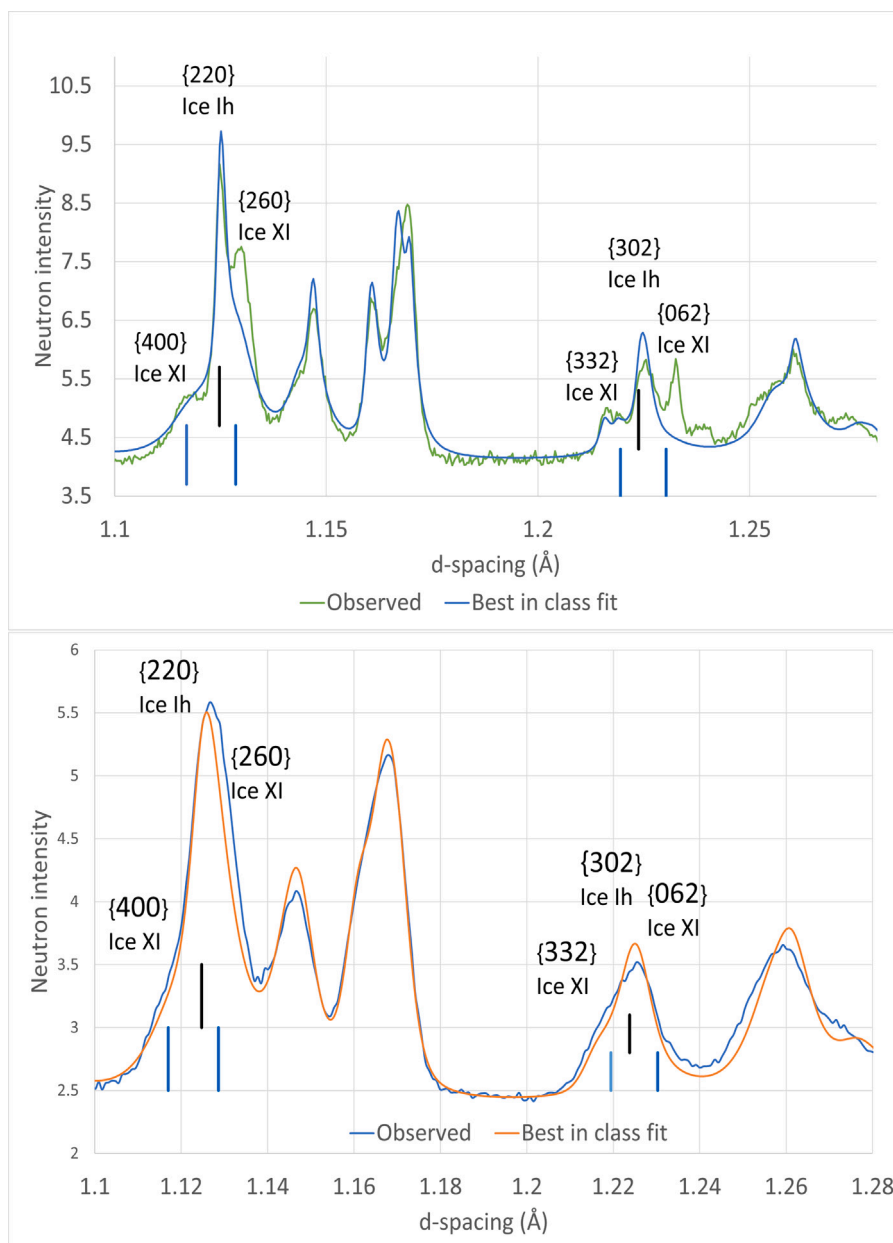 10.5
9.5
8.5
7.5
6.5
5.5
4.5
3.5
Neutron intensity
{220}
Ice Ih
{260}
Ice XI
{400}
Ice XI
{302}
Ice Ih
{332}
Ice XI
{062}
Ice XI
1.1 1.15 1.2 1.25
d-spacing (Å)
Observed Best in class fit
6
5.5
5
4.5
4
3.5
3
2.5
2
Neutron intensity
{220}
Ice Ih
{260}
Ice XI
{400}
Ice XI
{302}
Ice Ih
{062}
Ice XI
{332}
Ice XI
Observed Best in class fit
1.1 1.12 1.14 1.16 1.18 1.2 1.22 1.24 1.26 1.28
d-spacing (Å)